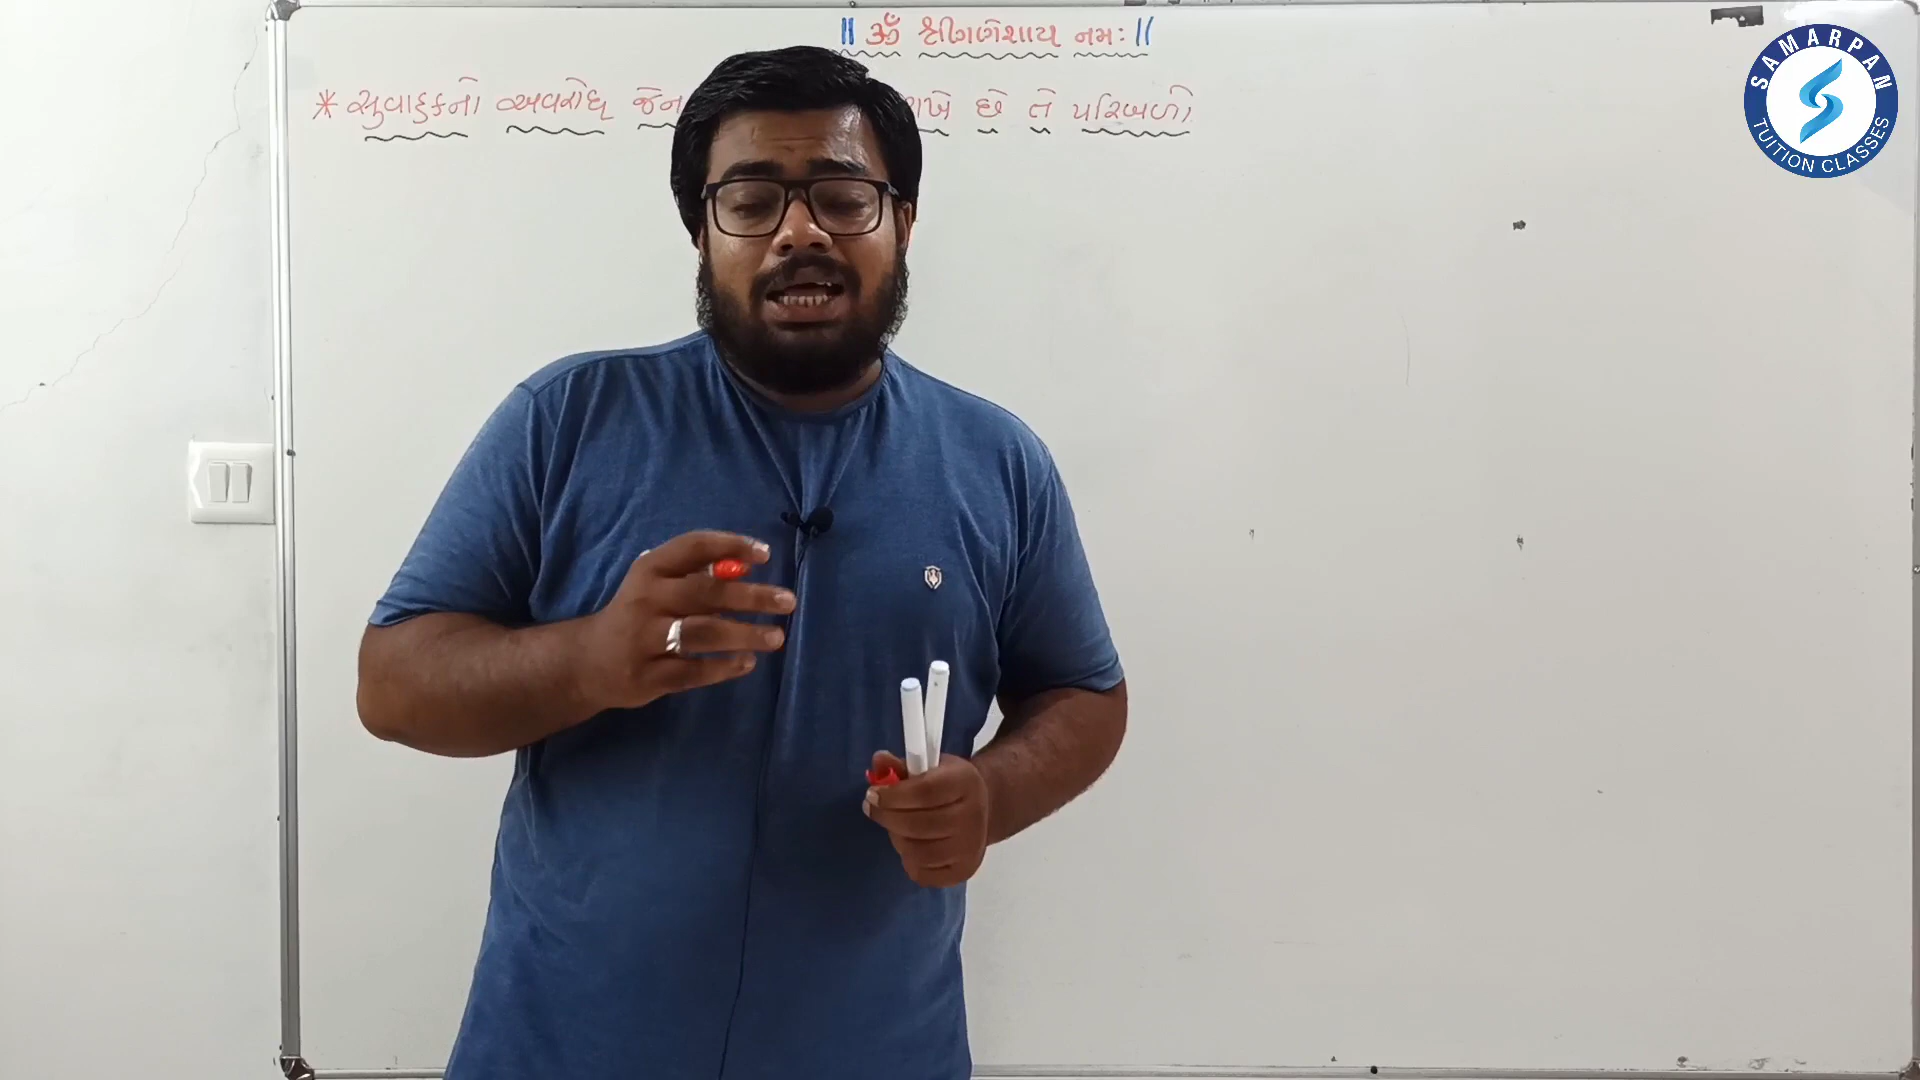 || ૐ શ્રીગણેશાય નમઃ ||
* સુવાહકનો અવરોધ જેન રાખે છે તે પરિબળો.
SAMARPAN
TUITION CLASSES